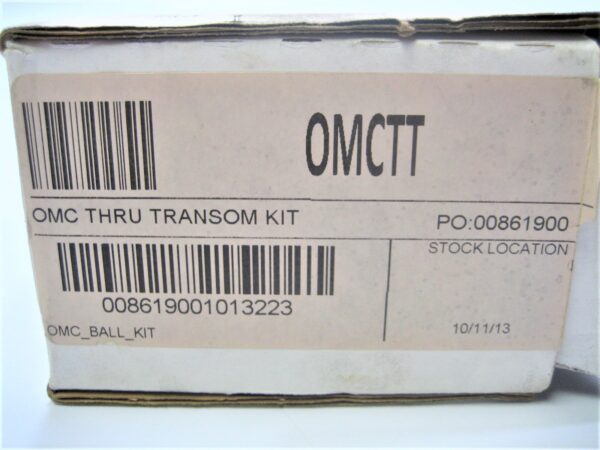 OMCTT
OMC THRU TRANSOM KIT
PO:00861900
STOCK LOCATION
008619001013223
OMC_BALL_KIT
10/11/13